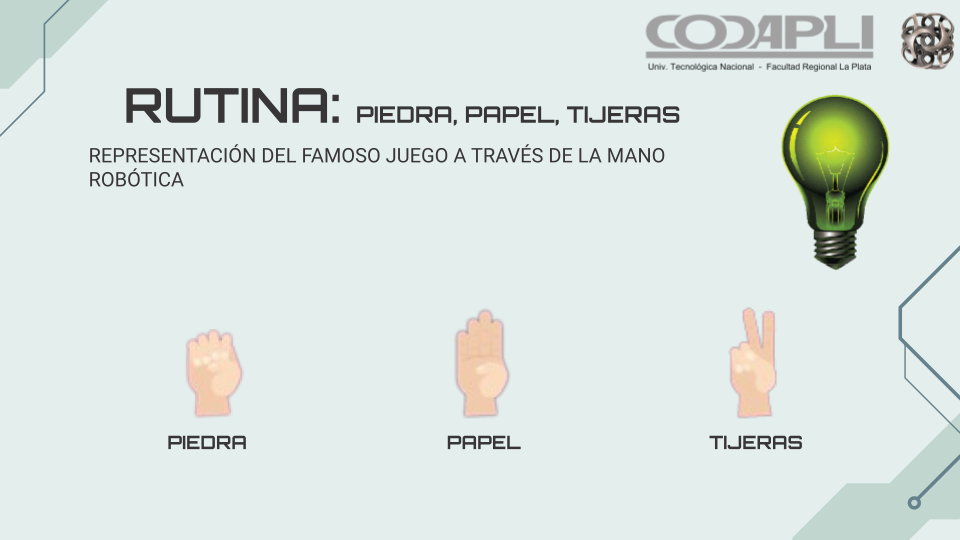 CODAPLI
Univ. Tecnológica Nacional - Facultad Regional La Plata
RUTINA: PIEDRA, PAPEL, TIJERAS
REPRESENTACIÓN DEL FAMOSO JUEGO A TRAVÉS DE LA MANO
ROBÓTICA
PIEDRA
PAPEL
TIJERAS